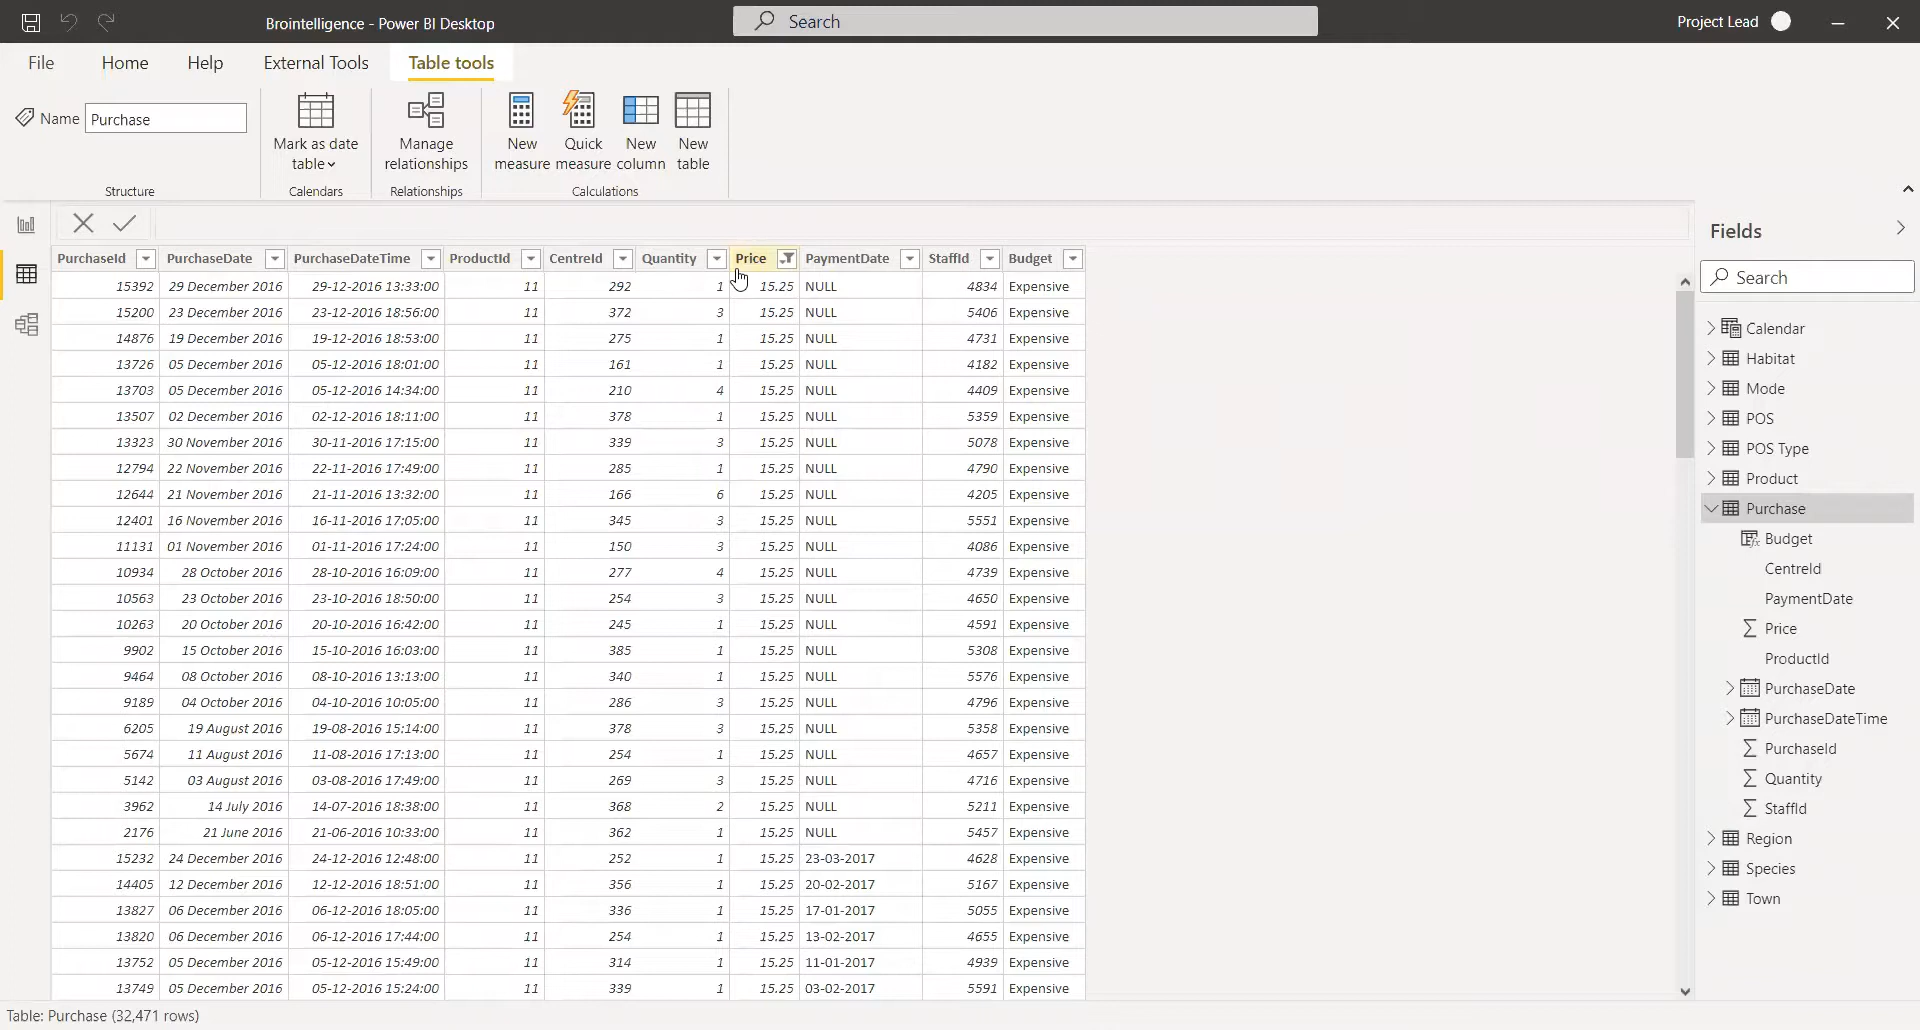 Brointelligence - Power BI Desktop
Search
Project Lead
File Home Help External Tools Table tools
Name Purchase
Mark as date table
Manage relationships
New measure
Quick measure
New column
New table
Structure Calendars Relationships Calculations
PurchaseId PurchaseDate PurchaseDateTime ProductId CentreId Quantity Price PaymentDate StaffId Budget
15392 29 December 2016 29-12-2016 13:33:00 11 292 1 15.25 NULL 4834 Expensive
15200 23 December 2016 23-12-2016 18:56:00 11 372 3 15.25 NULL 5406 Expensive
14876 19 December 2016 19-12-2016 18:53:00 11 275 1 15.25 NULL 4731 Expensive
13726 05 December 2016 05-12-2016 18:01:00 11 161 1 15.25 NULL 4182 Expensive
13703 05 December 2016 05-12-2016 14:34:00 11 210 4 15.25 NULL 4409 Expensive
13507 02 December 2016 02-12-2016 18:11:00 11 378 1 15.25 NULL 5359 Expensive
13323 30 November 2016 30-11-2016 17:15:00 11 339 3 15.25 NULL 5078 Expensive
12794 22 November 2016 22-11-2016 17:49:00 11 285 1 15.25 NULL 4790 Expensive
12644 21 November 2016 21-11-2016 13:32:00 11 166 6 15.25 NULL 4205 Expensive
12401 16 November 2016 16-11-2016 17:05:00 11 345 3 15.25 NULL 5551 Expensive
11131 01 November 2016 01-11-2016 17:24:00 11 150 3 15.25 NULL 4086 Expensive
10934 28 October 2016 28-10-2016 16:09:00 11 277 4 15.25 NULL 4739 Expensive
10563 23 October 2016 23-10-2016 18:50:00 11 254 3 15.25 NULL 4650 Expensive
10263 20 October 2016 20-10-2016 16:42:00 11 245 1 15.25 NULL 4591 Expensive
9902 15 October 2016 15-10-2016 16:03:00 11 385 1 15.25 NULL 5308 Expensive
9464 08 October 2016 08-10-2016 13:13:00 11 340 1 15.25 NULL 5576 Expensive
9189 04 October 2016 04-10-2016 10:05:00 11 286 3 15.25 NULL 4796 Expensive
6205 19 August 2016 19-08-2016 15:14:00 11 378 3 15.25 NULL 5358 Expensive
5674 11 August 2016 11-08-2016 17:13:00 11 254 1 15.25 NULL 4657 Expensive
5142 03 August 2016 03-08-2016 17:49:00 11 269 3 15.25 NULL 4716 Expensive
3962 14 July 2016 14-07-2016 18:38:00 11 368 2 15.25 NULL 5211 Expensive
2176 21 June 2016 21-06-2016 10:33:00 11 362 1 15.25 NULL 5457 Expensive
15232 24 December 2016 24-12-2016 12:48:00 11 252 1 15.25 23-03-2017 4628 Expensive
14405 12 December 2016 12-12-2016 18:51:00 11 356 1 15.25 20-02-2017 5167 Expensive
13827 06 December 2016 06-12-2016 18:05:00 11 336 1 15.25 17-01-2017 5055 Expensive
13820 06 December 2016 06-12-2016 17:44:00 11 254 1 15.25 13-02-2017 4655 Expensive
13752 05 December 2016 05-12-2016 15:49:00 11 314 1 15.25 11-01-2017 4939 Expensive
13749 05 December 2016 05-12-2016 15:24:00 11 339 1 15.25 03-02-2017 5591 Expensive
Fields
Search
Calendar
Habitat
Mode
POS
POS Type
Product
Purchase
Budget
CentreId
PaymentDate
Price
ProductId
PurchaseDate
PurchaseDateTime
PurchaseId
Quantity
StaffId
Region
Species
Town
Table: Purchase (32,471 rows)